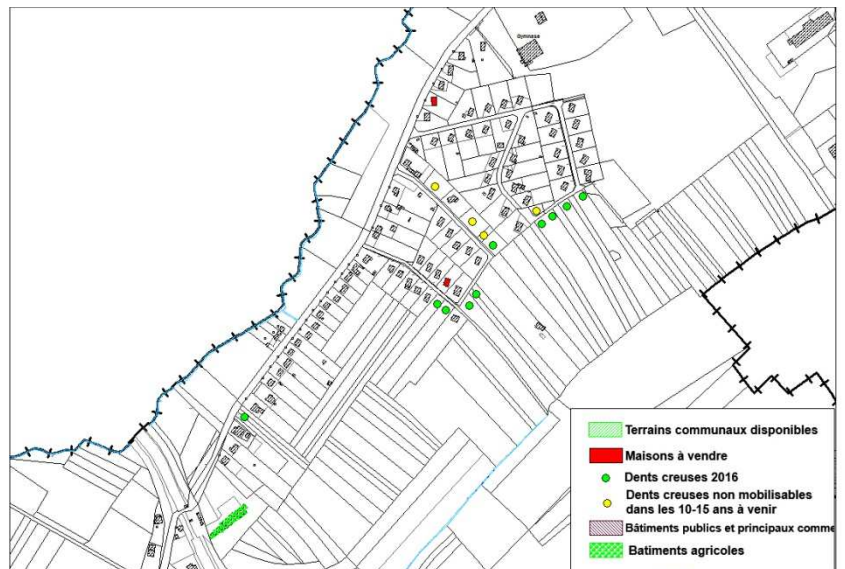 Gymnase
Terrains communaux disponibles
Maisons à vendre
Dents creuses 2016
Dents creuses non mobilisables
dans les 10-15 ans à venir
Bâtiments publics et principaux comme
Batiments agricoles